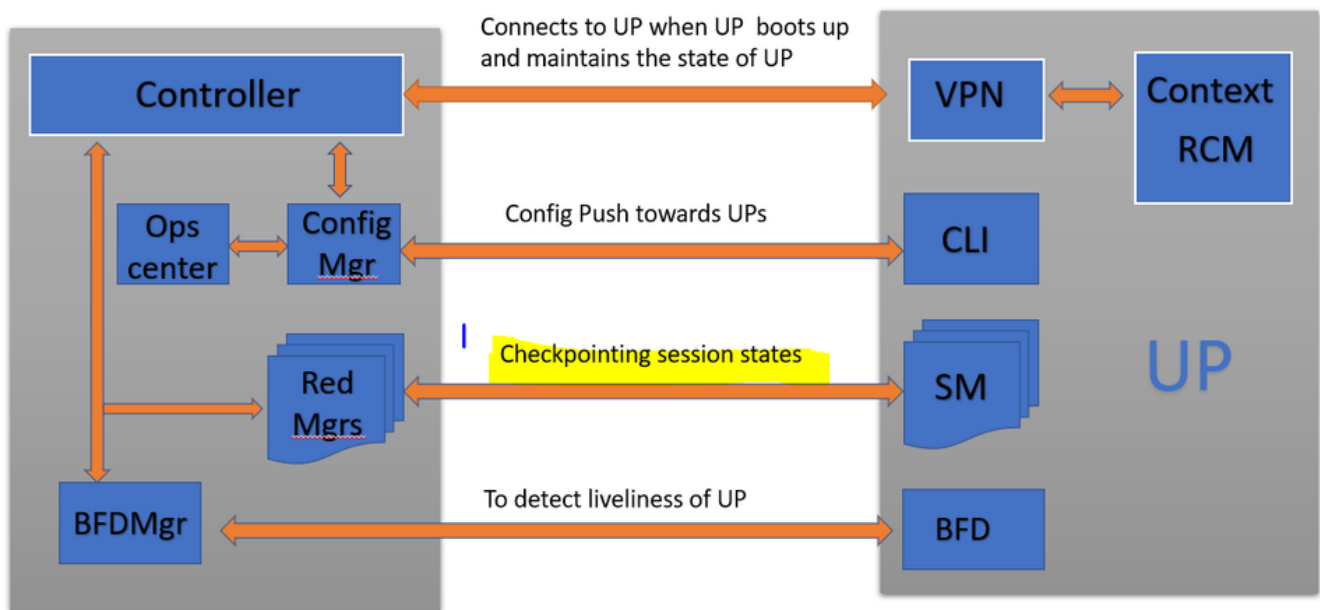 Connects to UP when UP boots up
and maintains the state of UP
Controller
VPN
Context
RCM
Ops
center
Config
Mgr
Config Push towards UPs
CLI
Checkpointing session states
Red
Mgrs
SM
UP
To detect liveliness of UP
BFDMgr
BFD